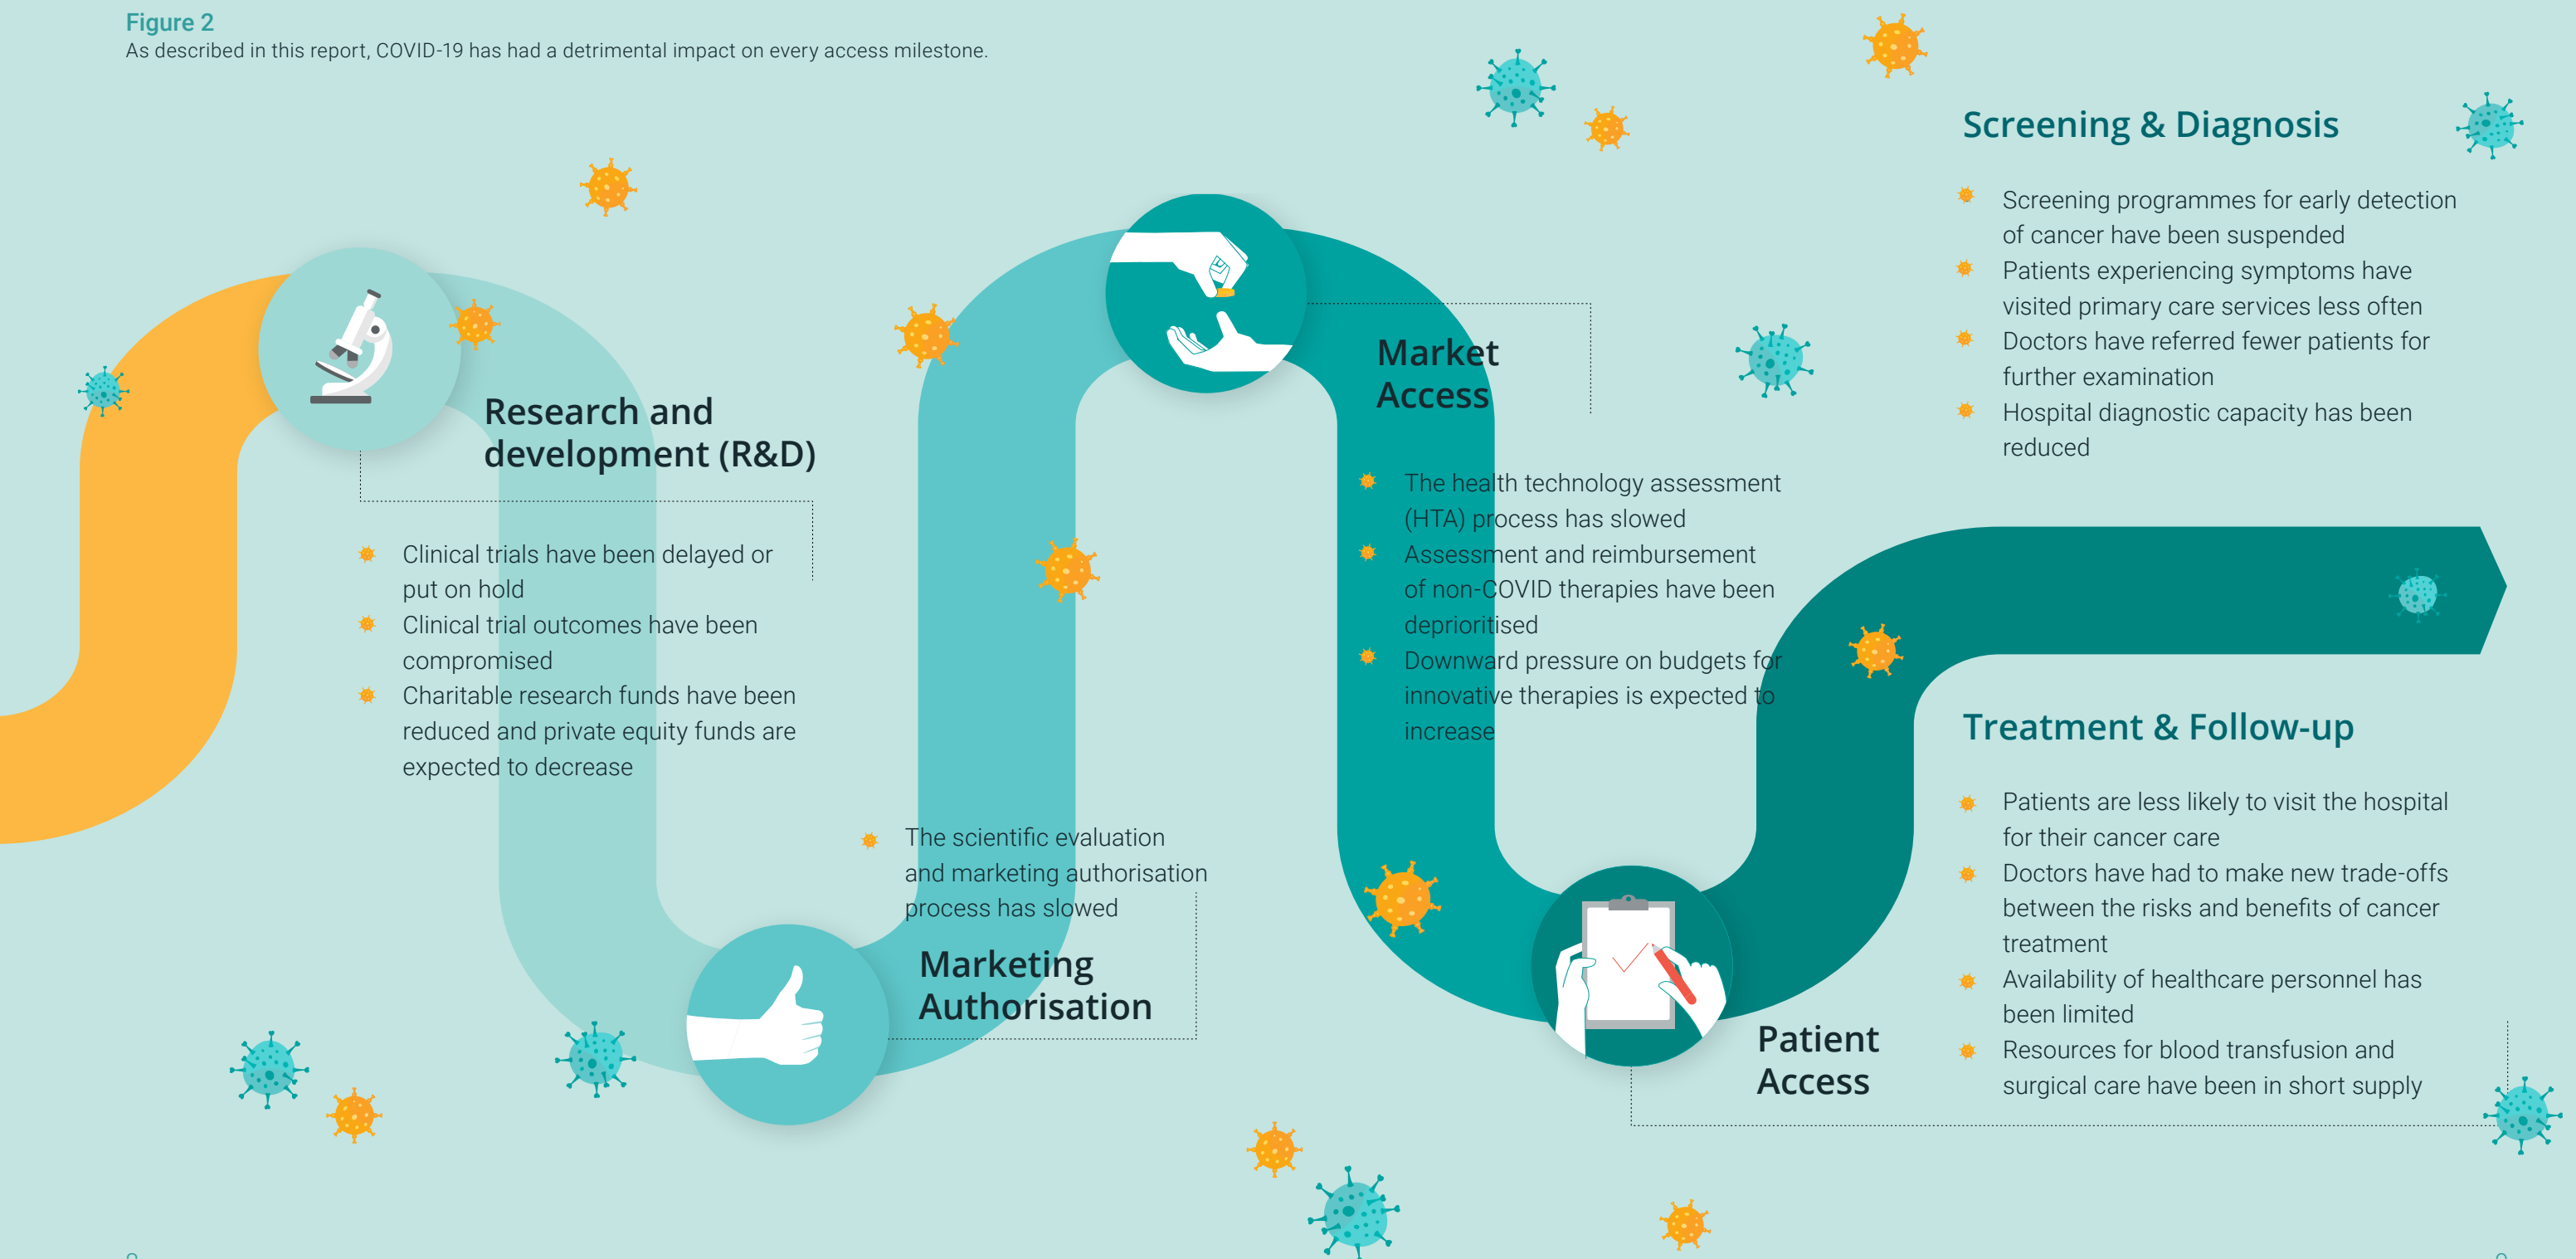 Figure 2
As described in this report, COVID-19 has had a detrimental impact on every access milestone.
Research and
development (R&D)
Clinical trials have been delayed or
put on hold
Clinical trial outcomes have been
compromised
Charitable research funds have been
reduced and private equity funds are
expected to decrease
The scientific evaluation
and marketing authorisation
process has slowed
Marketing
Authorisation
Market
Access
The health technology assessment
(HTA) process has slowed
Assessment and reimbursement
of non-COVID therapies have been
deprioritised
Downward pressure on budgets for
innovative therapies is expected to
increase
Patient
Access
Screening & Diagnosis
Screening programmes for early detection
of cancer have been suspended
Patients experiencing symptoms have
visited primary care services less often
Doctors have referred fewer patients for
further examination
Hospital diagnostic capacity has been
reduced
Treatment & Follow-up
Patients are less likely to visit the hospital
for their cancer care
Doctors have had to make new trade-offs
between the risks and benefits of cancer
treatment
Availability of healthcare personnel has
been limited
Resources for blood transfusion and
surgical care have been in short supply